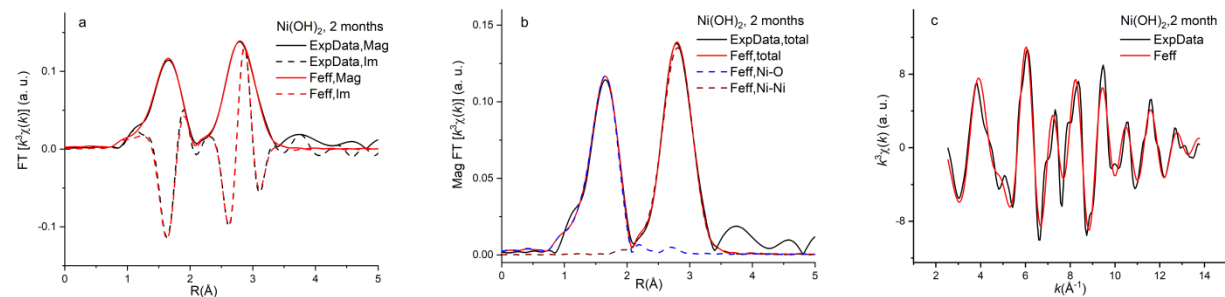 a
Ni(OH)2, 2 months
ExpData,Mag
ExpData,Im
Feff,Mag
Feff,Im
FT [k³χ(k)] (a. u.)
0.1
0.0
-0.1
0 1 2 3 4 5
R(Å)
b
Ni(OH)2, 2 months
ExpData,total
Feff,total
Feff,Ni-O
Feff,Ni-Ni
Mag FT [k³χ(k)] (a. u.)
0.15
0.10
0.05
0.00
0 1 2 3 4 5
R(Å)
c
Ni(OH)2,2 month
ExpData
Feff
k³χ(k) (a. u.)
8
0
-8
2 4 6 8 10 12 14
k(Å⁻¹)